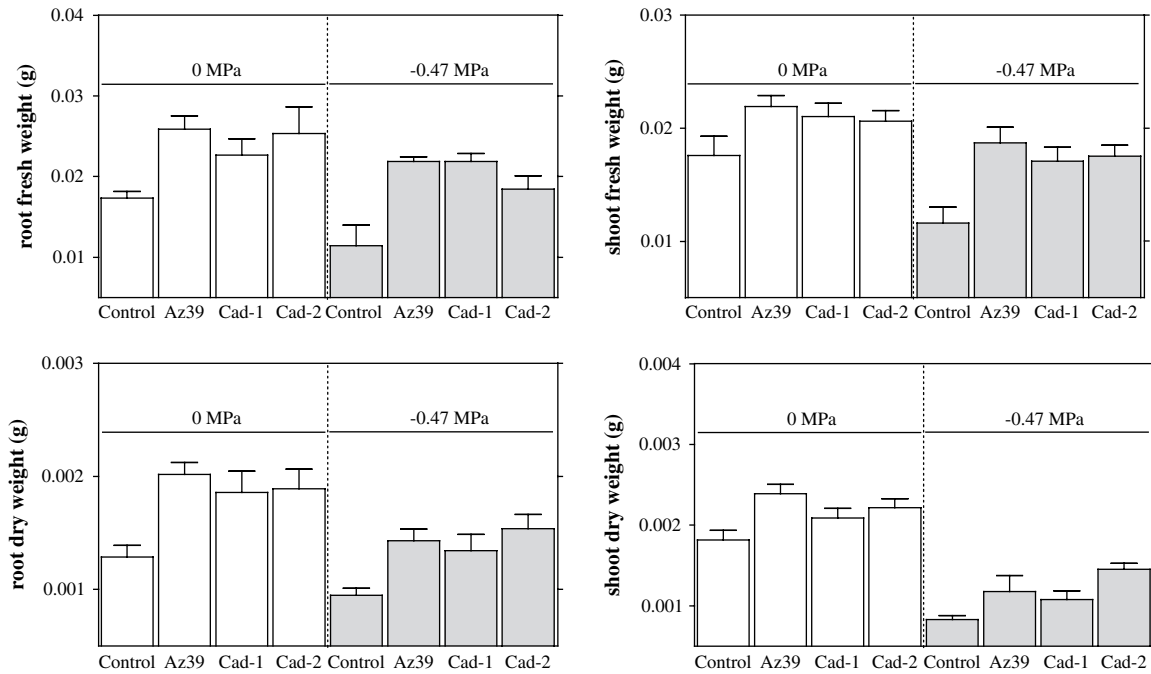 root fresh weight (g)
0.04
0.03
0.02
0.01
0 MPa
-0.47 MPa
Control Az39 Cad-1 Cad-2 Control Az39 Cad-1 Cad-2
shoot fresh weight (g)
0.03
0.02
0.01
0 MPa
-0.47 MPa
Control Az39 Cad-1 Cad-2 Control Az39 Cad-1 Cad-2
root dry weight (g)
0.003
0.002
0.001
0 MPa
-0.47 MPa
Control Az39 Cad-1 Cad-2 Control Az39 Cad-1 Cad-2
shoot dry weight (g)
0.004
0.003
0.002
0.001
0 MPa
-0.47 MPa
Control Az39 Cad-1 Cad-2 Control Az39 Cad-1 Cad-2